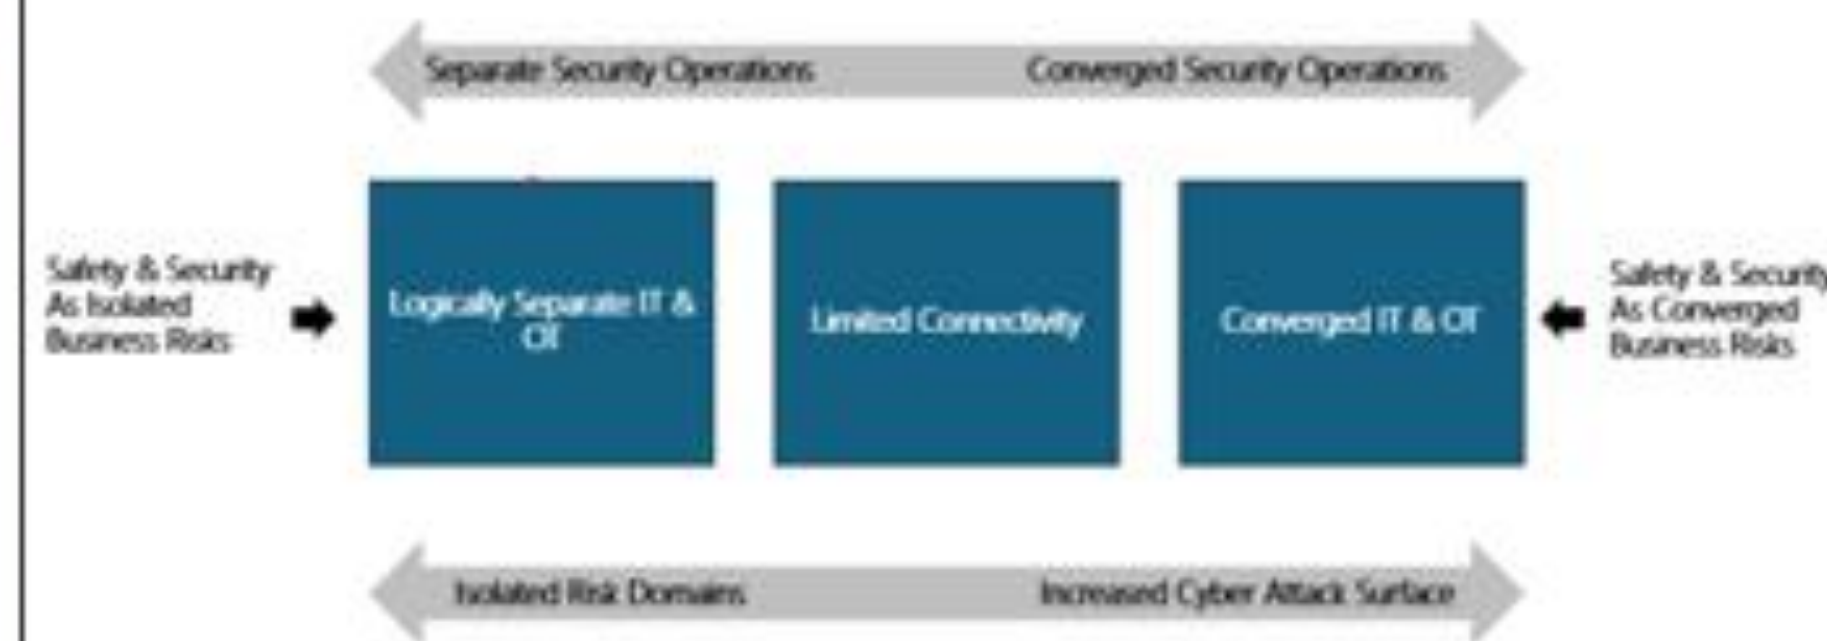 Separate Security Operations
Converged Security Operations
Safety & Security
As Isolated
Business Risks
Logically Separate IT &
OT
Limited Connectivity
Converged IT & OT
Safety & Security
As Converged
Business Risks
Isolated Risk Domains
Increased Cyber Attack Surface